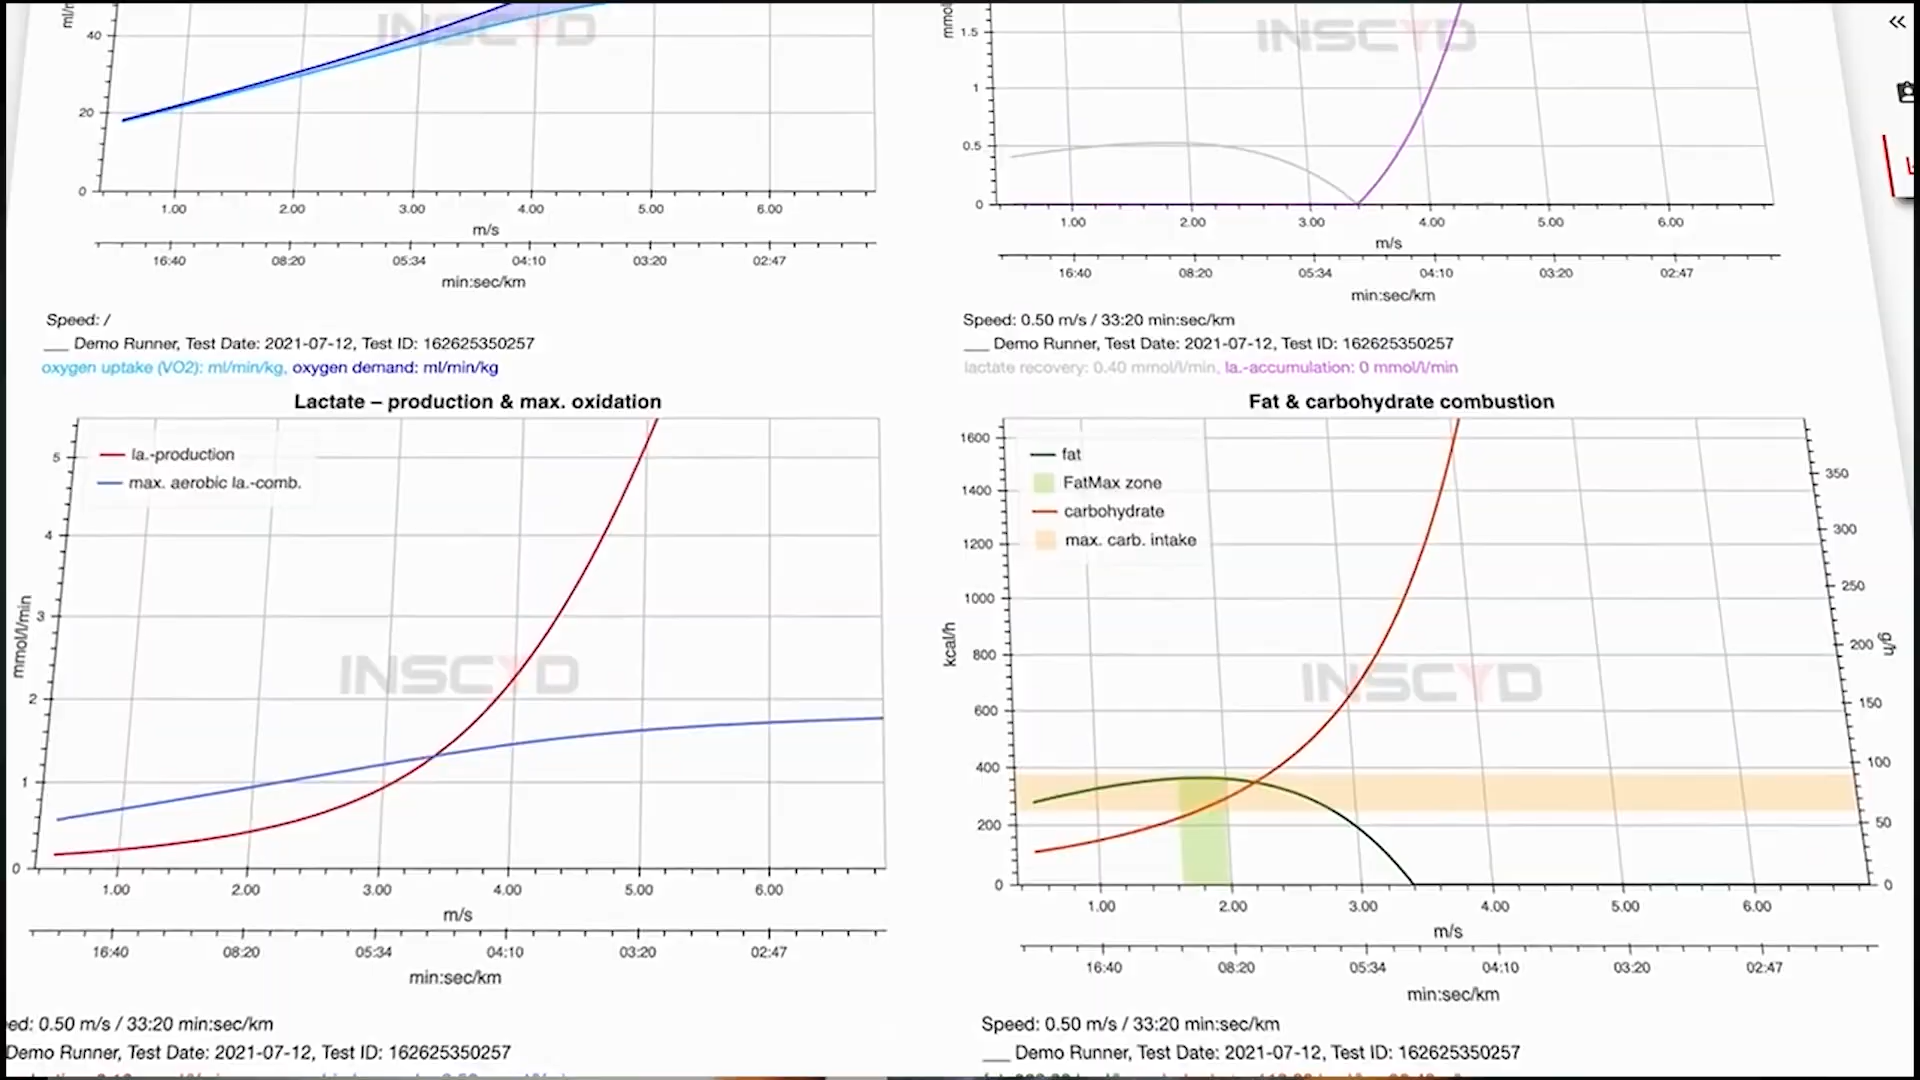 INSCYD
40
20
0
1.00 2.00 3.00 4.00 5.00 6.00
m/s
16:40 08:20 05:34 04:10 03:20 02:47
min:sec/km
Speed: /
___ Demo Runner, Test Date: 2021-07-12, Test ID: 162625350257
oxygen uptake (VO2): ml/min/kg, oxygen demand: ml/min/kg
INSCYD
1.5
1
0.5
0
1.00 2.00 3.00 4.00 5.00 6.00
m/s
16:40 08:20 05:34 04:10 03:20 02:47
min:sec/km
Speed: 0.50 m/s / 33:20 min:sec/km
___ Demo Runner, Test Date: 2021-07-12, Test ID: 162625350257
lactate recovery: 0.40 mmol/l/min, la.-accumulation: 0 mmol/l/min
Lactate – production & max. oxidation
la.-production
max. aerobic la.-comb.
5
4
3
2
1
0
mmol/l/min
INSCYD
1.00 2.00 3.00 4.00 5.00 6.00
m/s
16:40 08:20 05:34 04:10 03:20 02:47
min:sec/km
ed: 0.50 m/s / 33:20 min:sec/km
Demo Runner, Test Date: 2021-07-12, Test ID: 162625350257
Fat & carbohydrate combustion
fat
FatMax zone
carbohydrate
max. carb. intake
1600
1400
1200
1000
800
600
400
200
0
kcal/h
INSCYD
350
300
250
200
150
100
50
0
g/h
1.00 2.00 3.00 4.00 5.00 6.00
m/s
16:40 08:20 05:34 04:10 03:20 02:47
min:sec/km
Speed: 0.50 m/s / 33:20 min:sec/km
___ Demo Runner, Test Date: 2021-07-12, Test ID: 162625350257